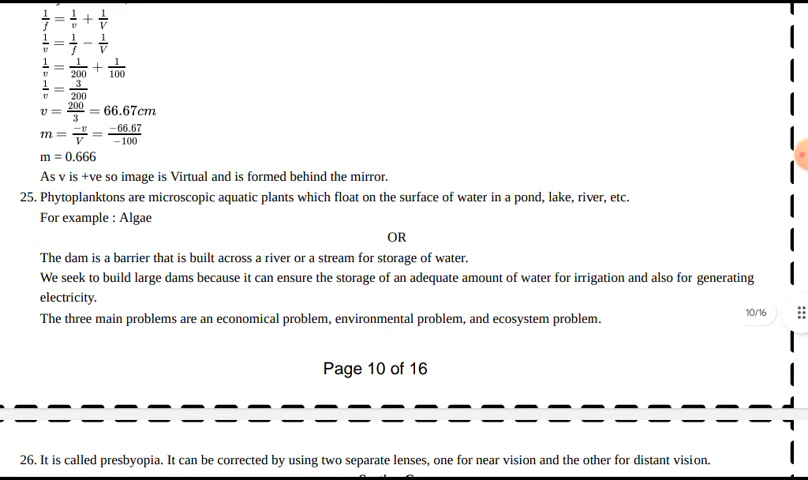 1/f = 1/v + 1/V
1/v = 1/f − 1/V
1/v = 1/200 + 1/100
1/v = 3/200
v = 200/3 = 66.67cm
m = −v/V = −66.67/−100
m = 0.666
As v is +ve so image is Virtual and is formed behind the mirror.
25. Phytoplanktons are microscopic aquatic plants which float on the surface of water in a pond, lake, river, etc.
For example : Algae
OR
The dam is a barrier that is built across a river or a stream for storage of water.
We seek to build large dams because it can ensure the storage of an adequate amount of water for irrigation and also for generating
electricity.
The three main problems are an economical problem, environmental problem, and ecosystem problem.
10/16
Page 10 of 16
26. It is called presbyopia. It can be corrected by using two separate lenses, one for near vision and the other for distant vision.